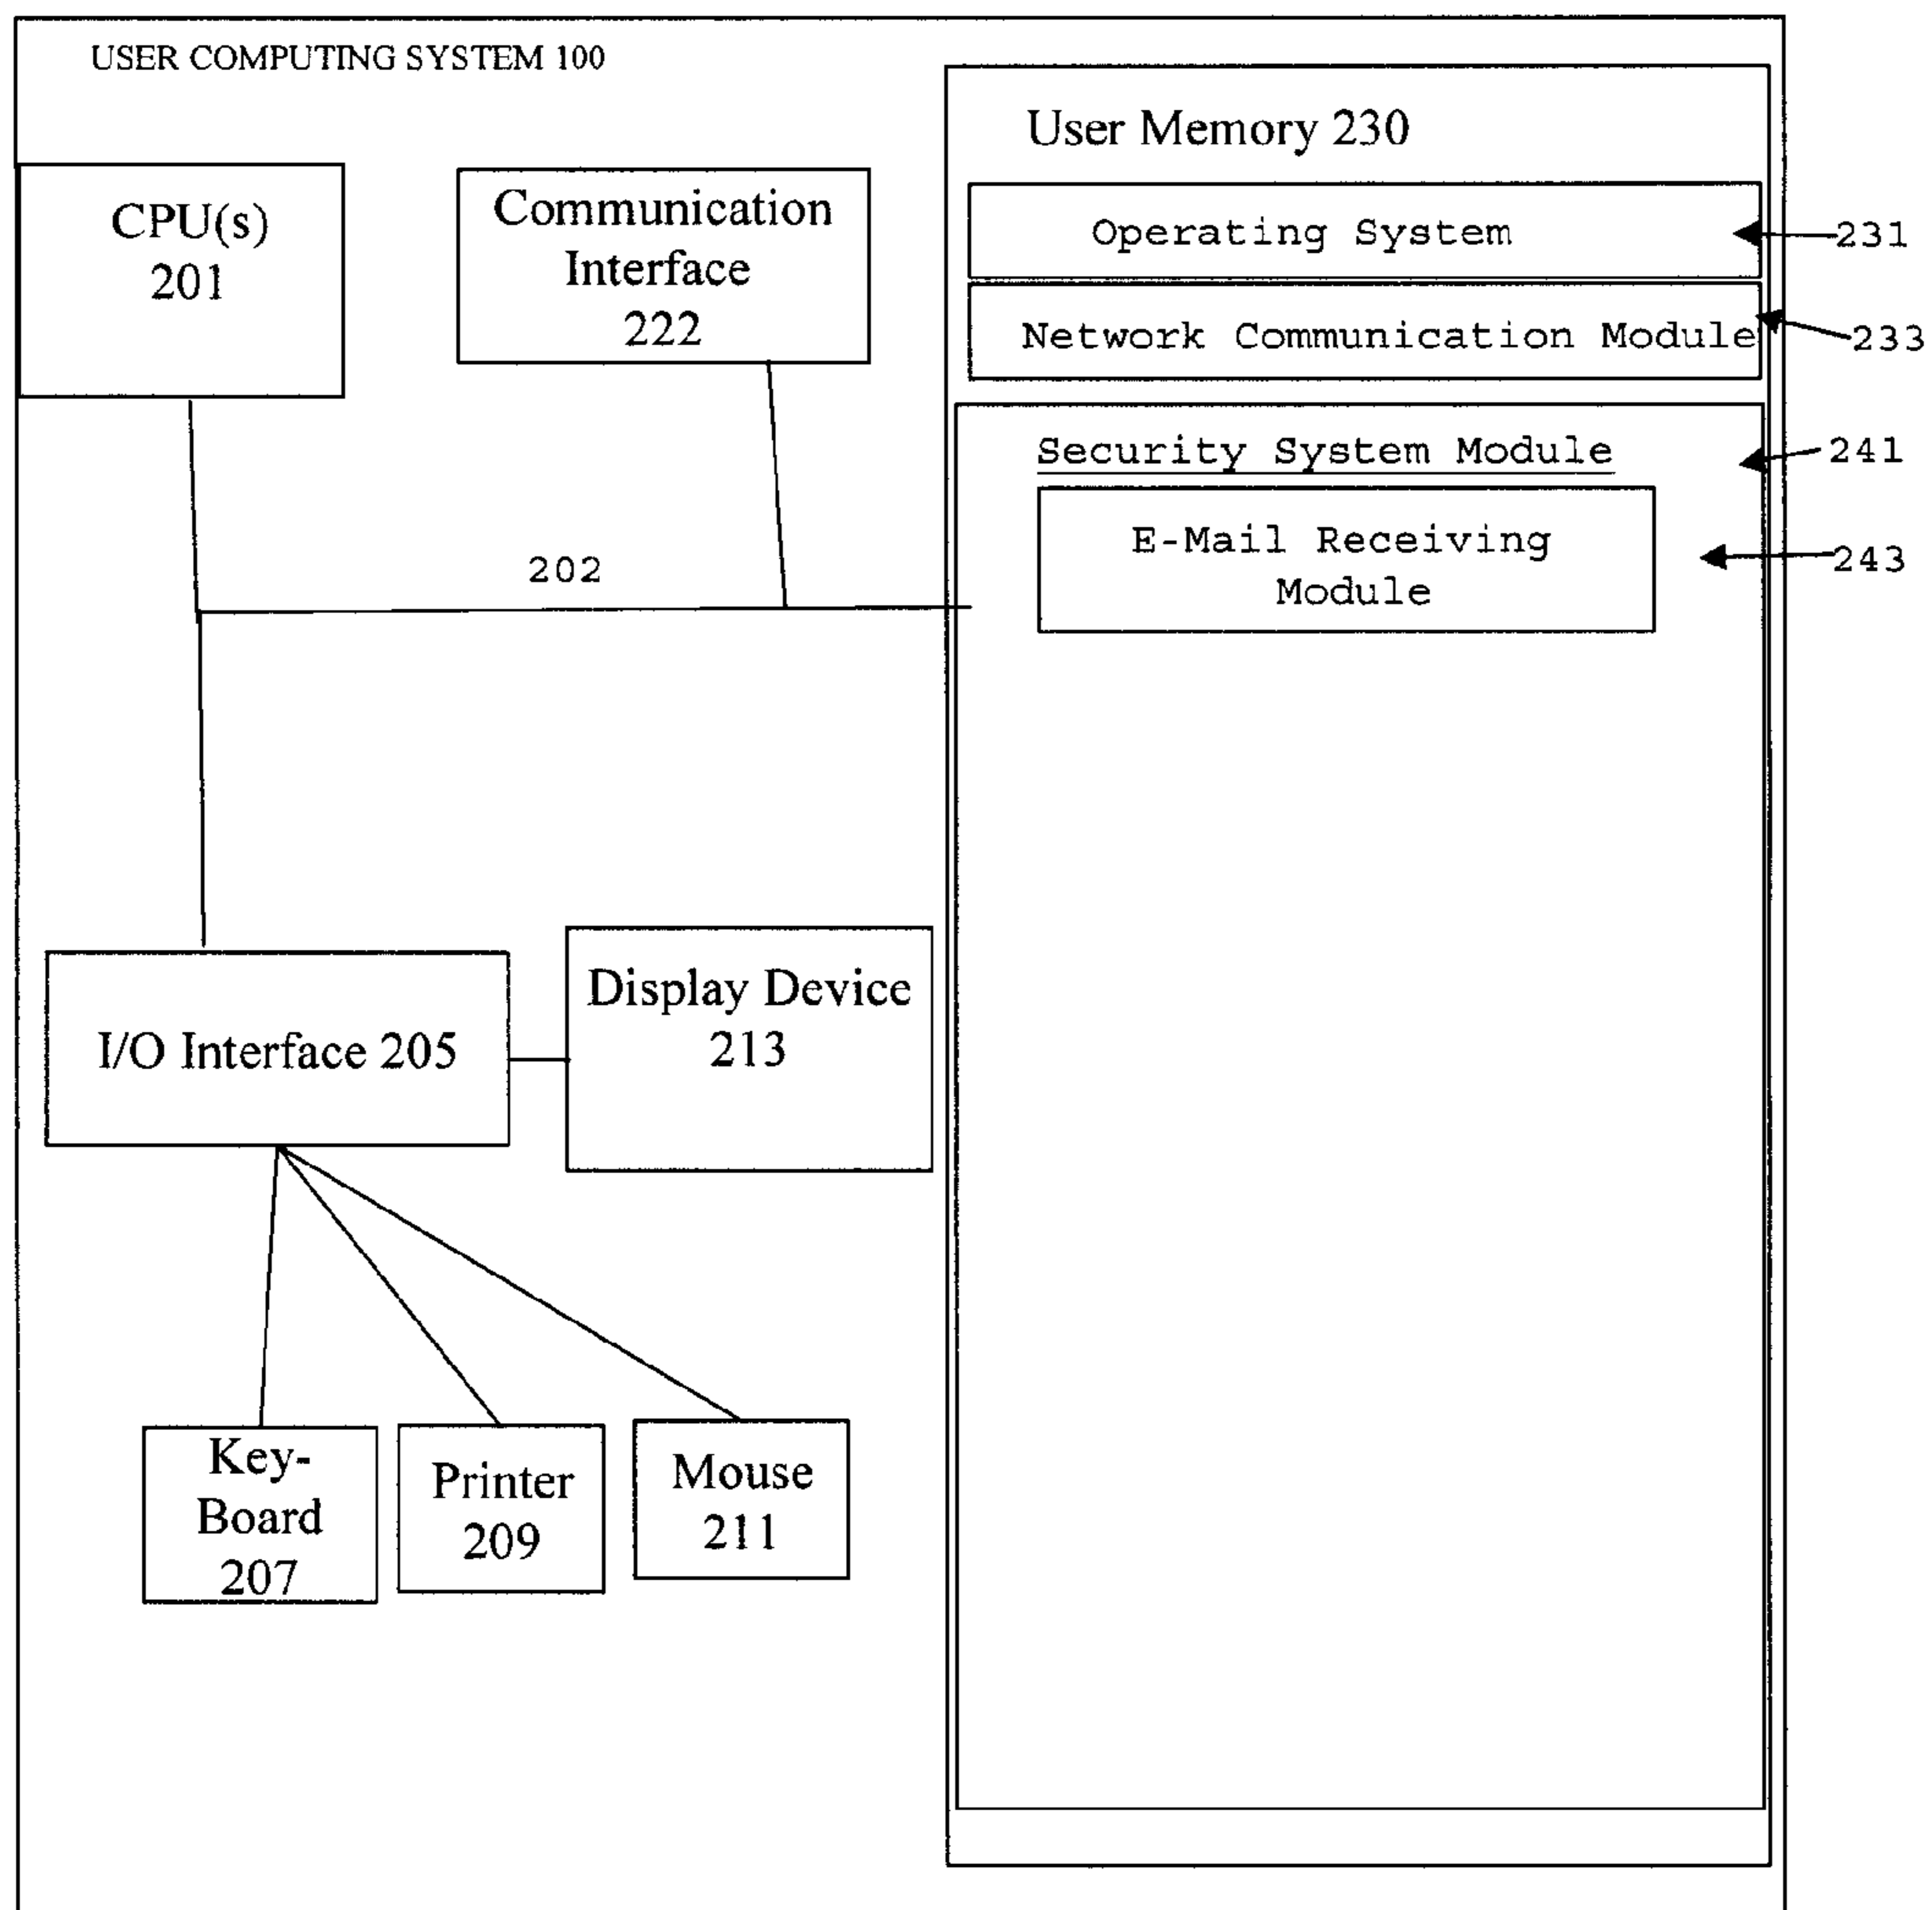 USER COMPUTING SYSTEM 100
CPU(s)
201
Communication
Interface
222
202
User Memory 230
Operating System
231
Network Communication Module
233
Security System Module
241
E-Mail Receiving
Module
243
I/O Interface 205
Display Device
213
Key-
Board
207
Printer
209
Mouse
211